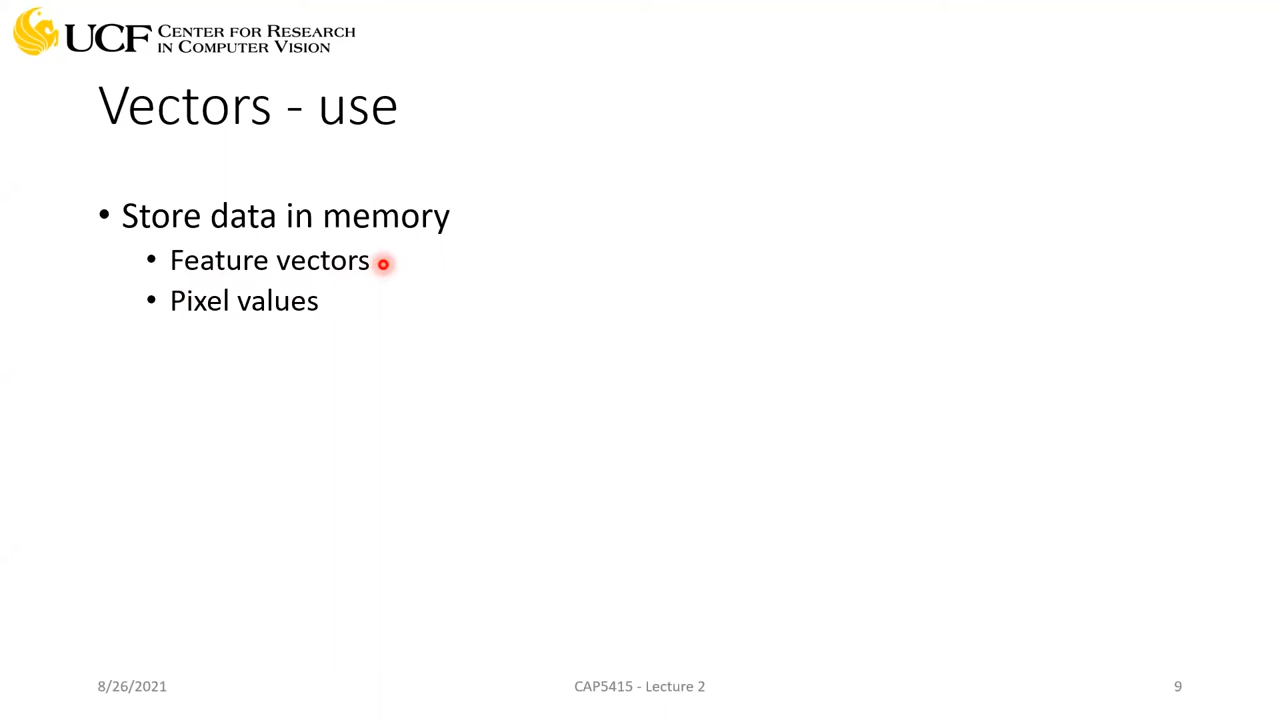 UCF CENTER FOR RESEARCH
IN COMPUTER VISION
Vectors - use
• Store data in memory
• Feature vectors
• Pixel values
8/26/2021
CAP5415 - Lecture 2
9